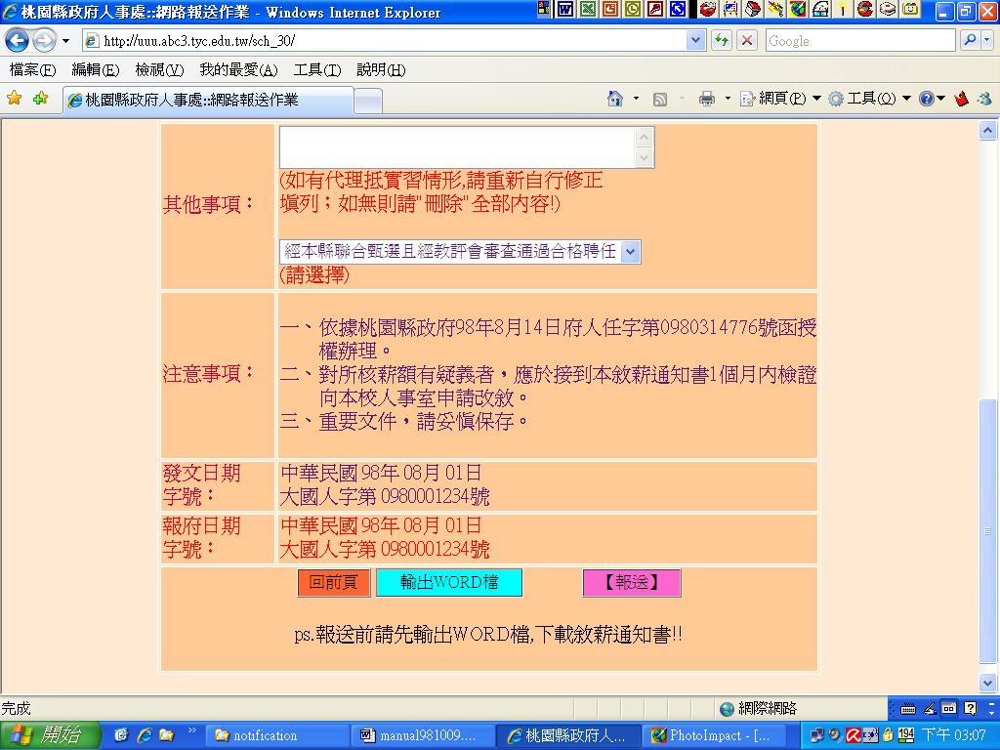 桃園縣政府人事處::網路報送作業 - Windows Internet Explorer
http://uuu.abc3.tyc.edu.tw/sch_30/
Google
檔案(F) 編輯(E) 檢視(V) 我的最愛(A) 工具(T) 說明(H)
桃園縣政府人事處::網路報送作業
網頁(P) 工具(O)
其他事項：
(如有代理抵實習情形,請重新自行修正
填列；如無則請"刪除"全部內容!)
經本縣聯合甄選且經教評會審查通過合格聘任
(請選擇)
注意事項：
一、依據桃園縣政府98年8月14日府人任字第0980314776號函授
權辦理。
二、對所核薪額有疑義者，應於接到本敘薪通知書1個月內檢證
向本校人事室申請改敘。
三、重要文件，請妥慎保存。
發文日期
字號：
中華民國 98年 08月 01日
大國人字第 0980001234號
報府日期
字號：
中華民國 98年 08月 01日
大國人字第 0980001234號
回前頁 輸出WORD檔 【報送】
ps.報送前請先輸出WORD檔,下載敘薪通知書!!
完成
網際網路
開始
notification
manual981009....
桃園縣政府人...
PhotoImpact - [...
194
下午 03:07